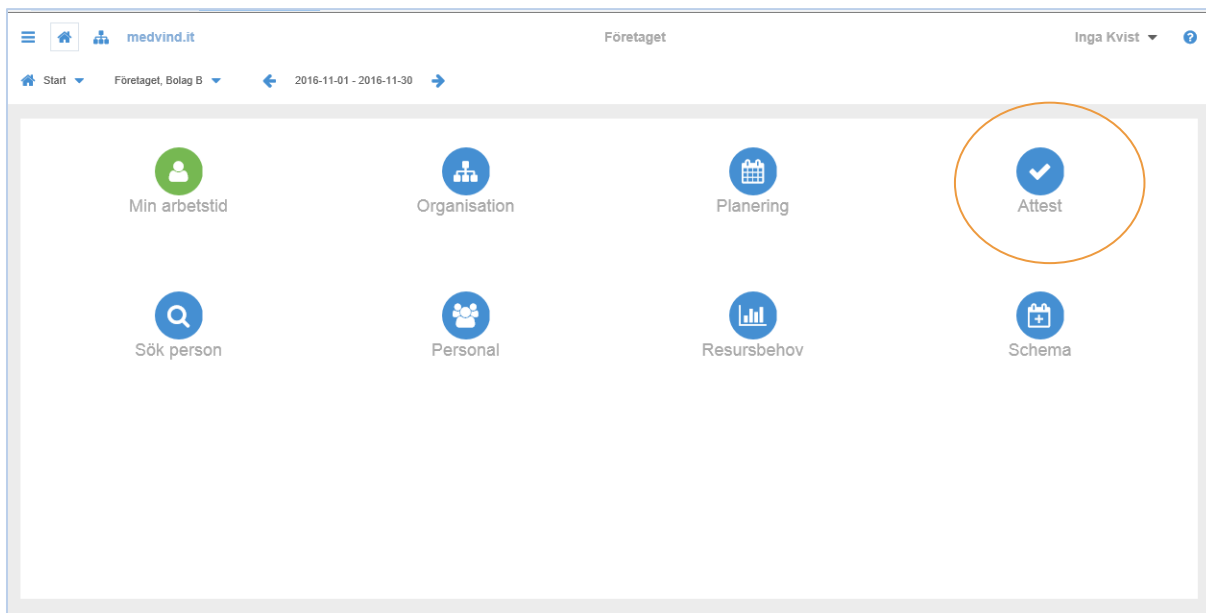 medvind.it Företaget Inga Kvist
Start Företaget, Bolag B 2016-11-01 - 2016-11-30
Min arbetstid Organisation Planering Attest
Sök person Personal Resursbehov Schema